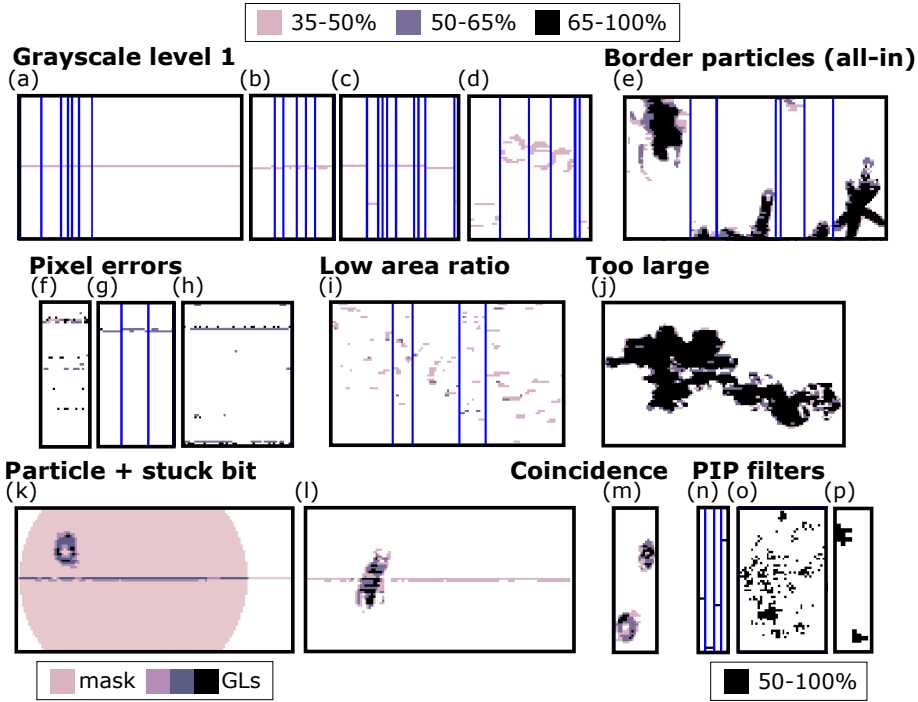 35-50% 50-65% 65-100%
Grayscale level 1 Border particles (all-in)
(a) (b) (c) (d) (e)
Pixel errors Low area ratio Too large
(f) (g) (h) (i) (j)
Particle + stuck bit Coincidence PIP filters
(k) (l) (m) (n) (o) (p)
mask GLs 50-100%